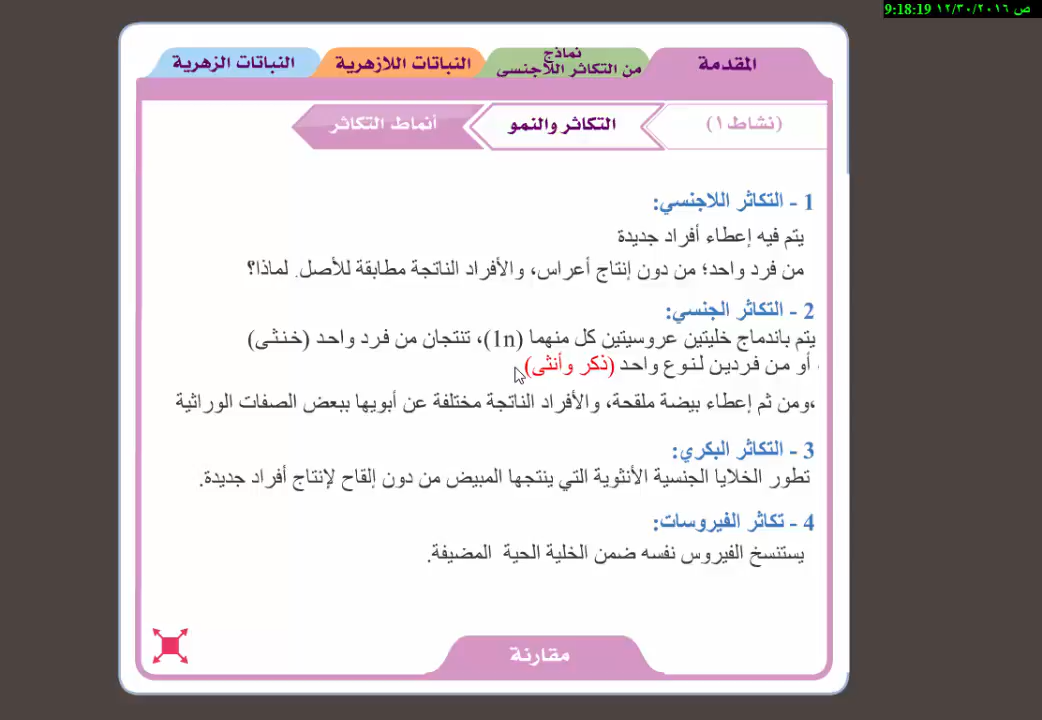 ص ١٢/٣٠/٢٠١٦ 9:18:19
المقدمة
نماذج
من التكاثر اللاجنسي
النباتات اللازهرية
النباتات الزهرية
(نشاط ١)
التكاثر والنمو
أنماط التكاثر
1 - التكاثر اللاجنسي:
يتم فيه إعطاء أفراد جديدة
من فرد واحد؛ من دون إنتاج أعراس، والأفراد الناتجة مطابقة للأصل. لماذا؟
2 - التكاثر الجنسي:
يتم باندماج خليتين عروسيتين كل منهما (1n)، تنتجان من فرد واحد (خنثى)
أو من فردين لنوع واحد (ذكر وأنثى)
،ومن ثم إعطاء بيضة ملقحة، والأفراد الناتجة مختلفة عن أبويها ببعض الصفات الوراثية
3 - التكاثر البكري:
تطور الخلايا الجنسية الأنثوية التي ينتجها المبيض من دون إلقاح لإنتاج أفراد جديدة.
4 - تكاثر الفيروسات:
يستنسخ الفيروس نفسه ضمن الخلية الحية المضيفة.
مقارنة